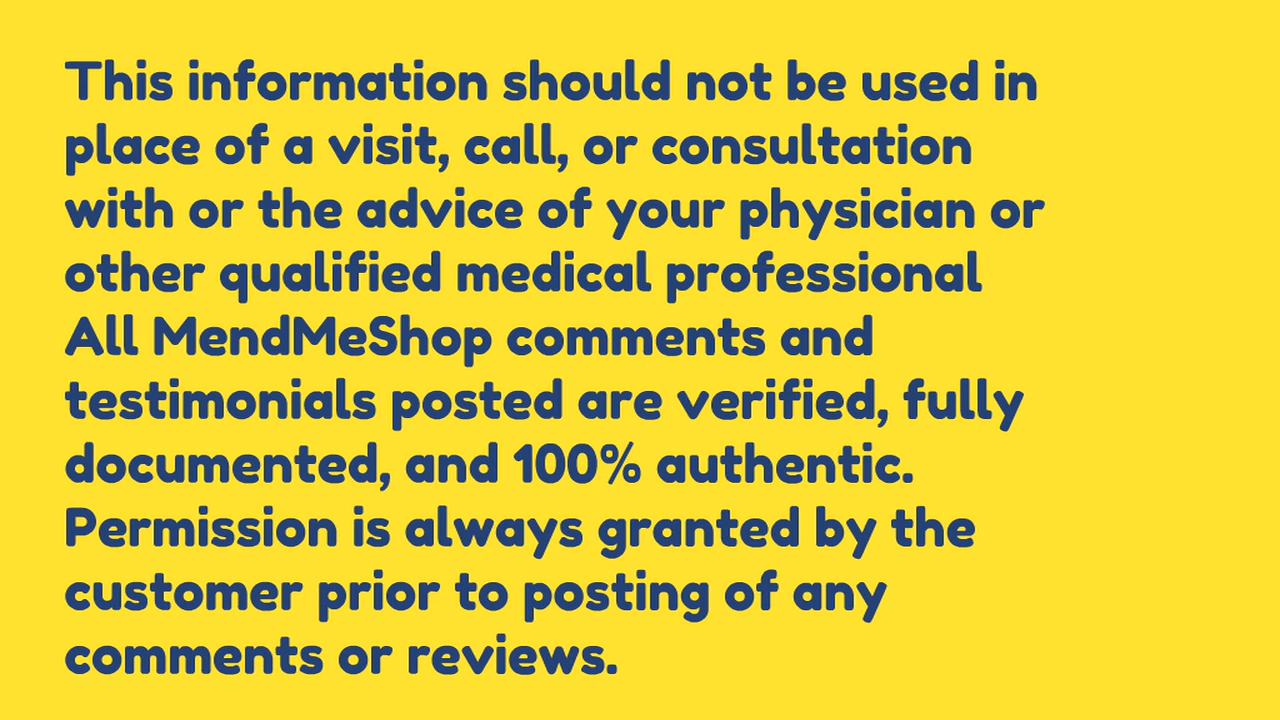 This information should not be used in
place of a visit, call, or consultation
with or the advice of your physician or
other qualified medical professional
All MendMeShop comments and
testimonials posted are verified, fully
documented, and 100% authentic.
Permission is always granted by the
customer prior to posting of any
comments or reviews.